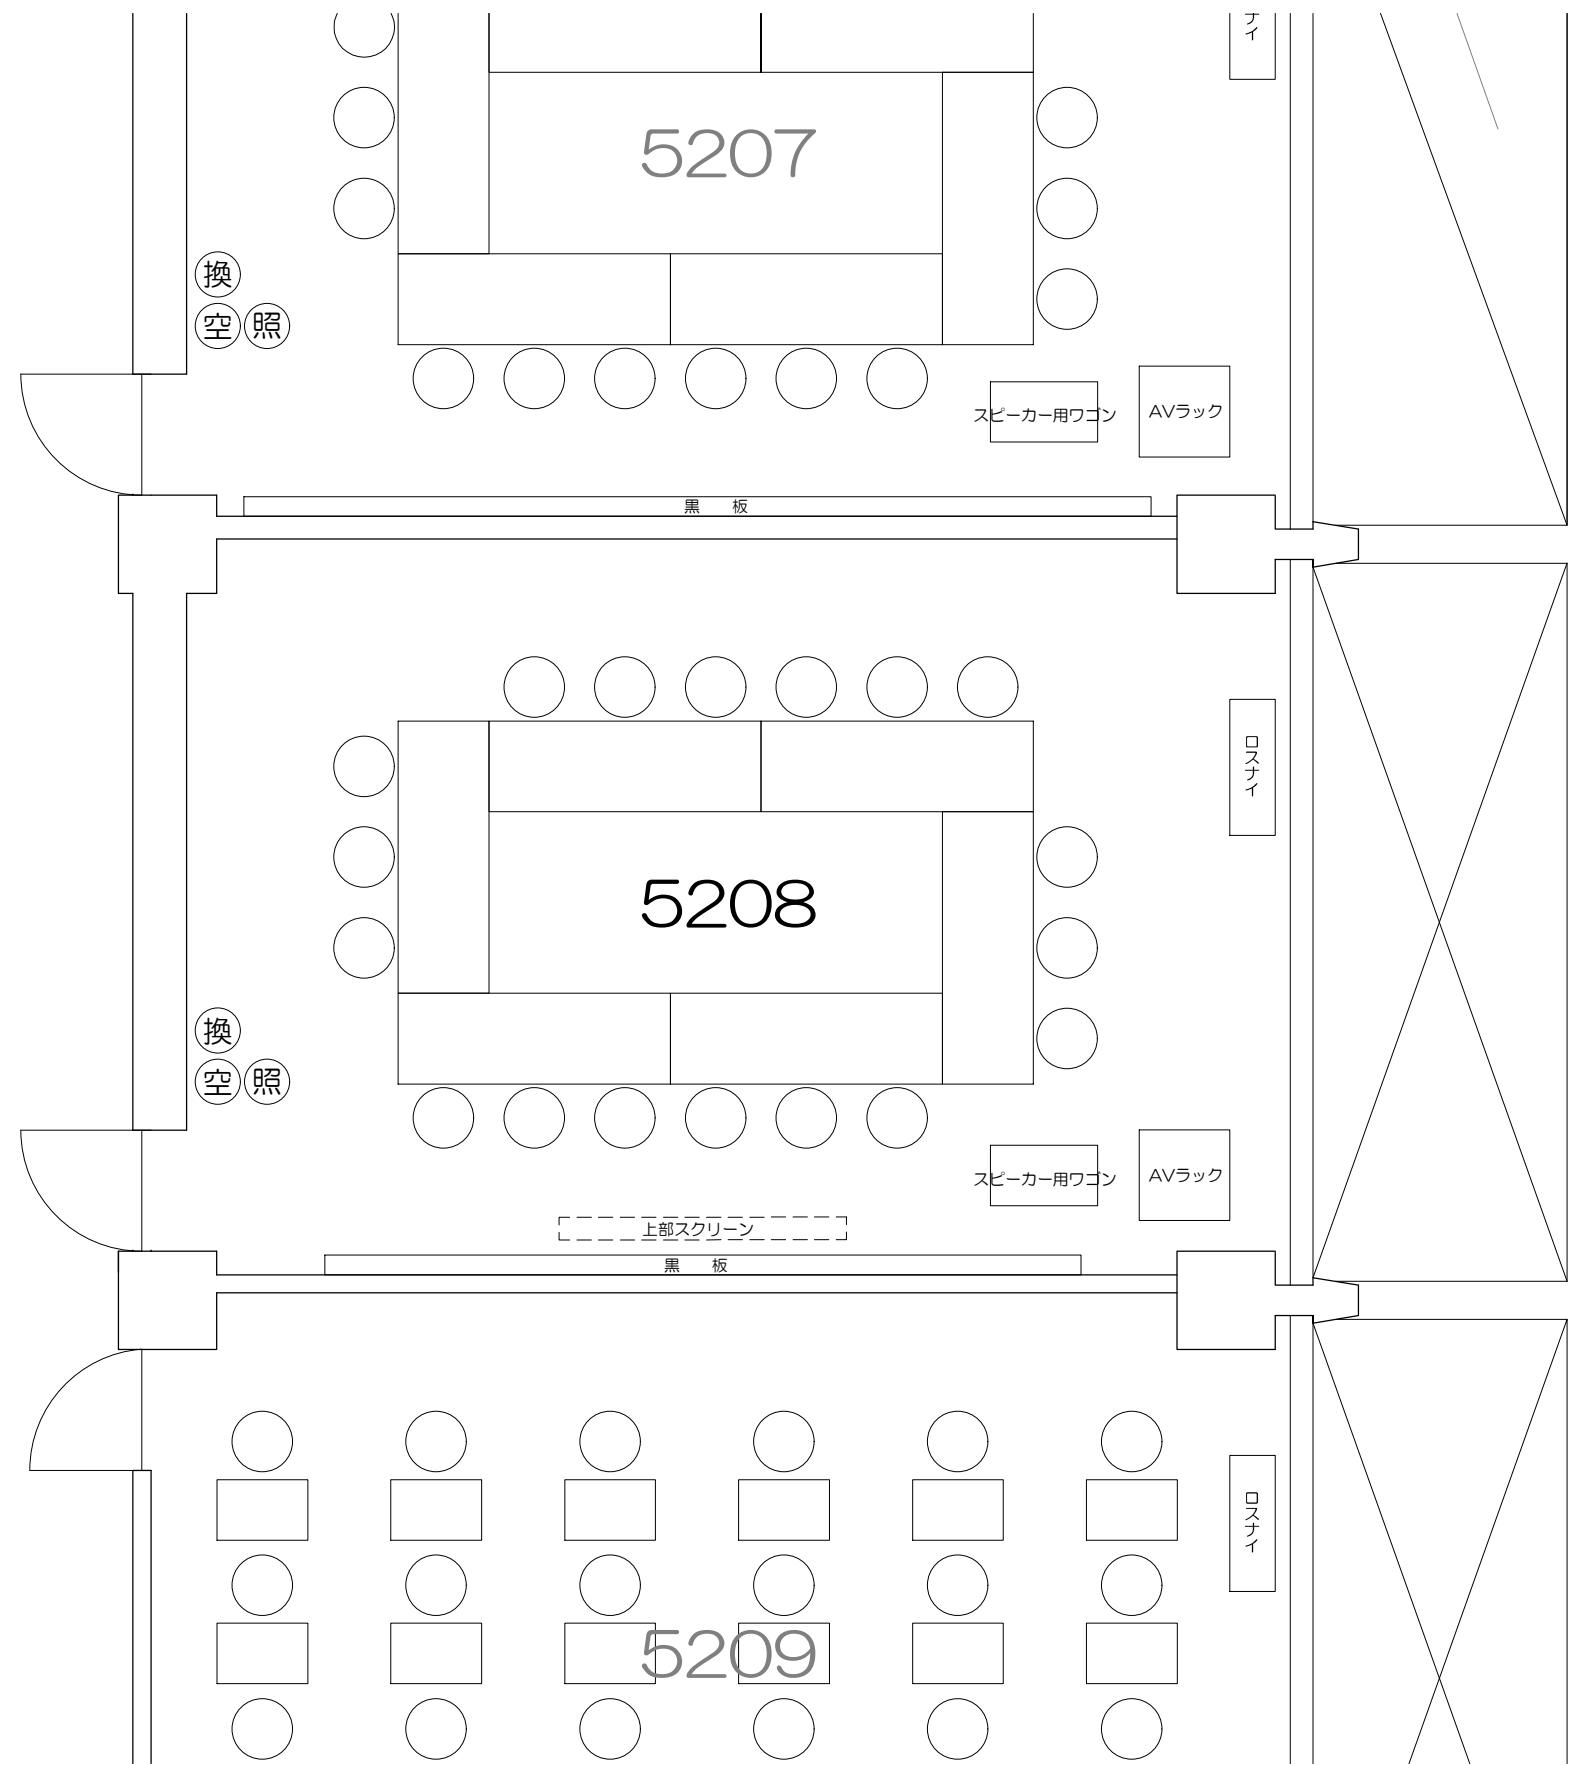 ナイ
5207
換
空 照
スピーカー用ワゴン
AVラック
黒 板
ロスナイ
5208
換
空 照
スピーカー用ワゴン
AVラック
上部スクリーン
黒 板
ロスナイ
5209